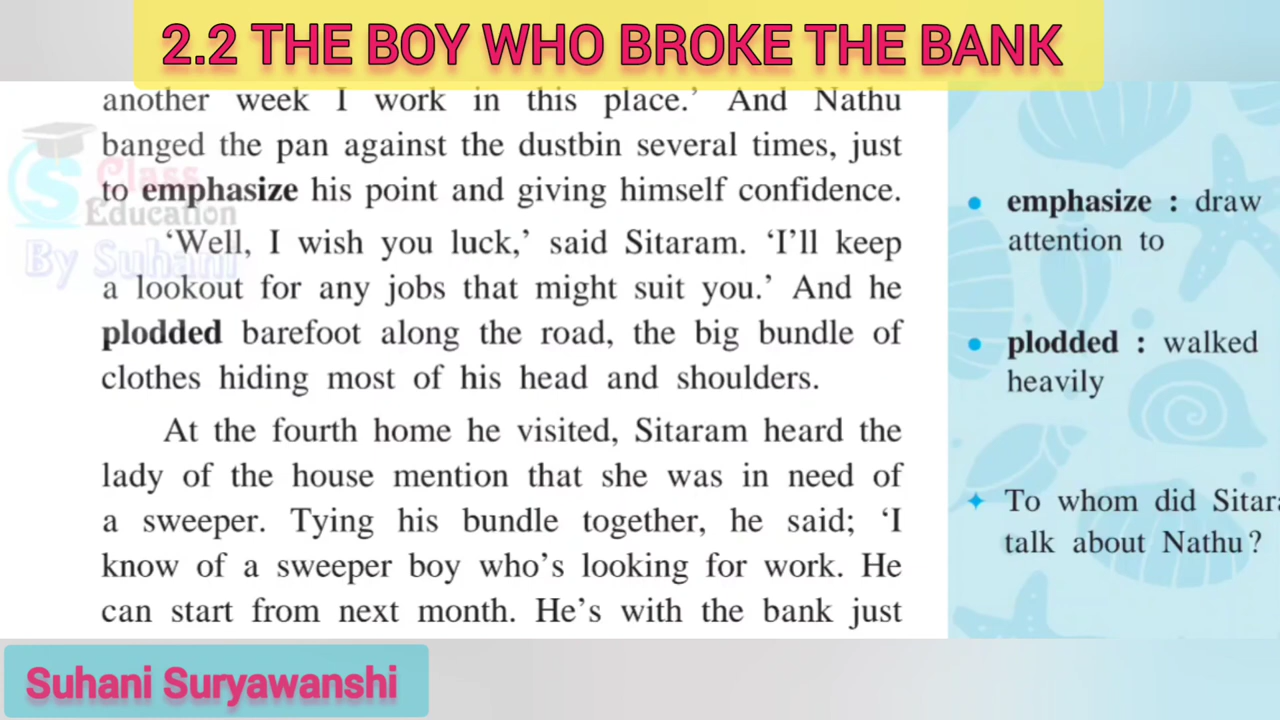 2.2 THE BOY WHO BROKE THE BANK
another week I work in this place.’ And Nathu
banged the pan against the dustbin several times, just
to emphasize his point and giving himself confidence.
‘Well, I wish you luck,’ said Sitaram. ‘I’ll keep
a lookout for any jobs that might suit you.’ And he
plodded barefoot along the road, the big bundle of
clothes hiding most of his head and shoulders.
At the fourth home he visited, Sitaram heard the
lady of the house mention that she was in need of
a sweeper. Tying his bundle together, he said; ‘I
know of a sweeper boy who’s looking for work. He
can start from next month. He’s with the bank just
• emphasize : draw
attention to
• plodded : walked
heavily
✦ To whom did Sitara
talk about Nathu?
S Class
Education
By Suhani
Suhani Suryawanshi